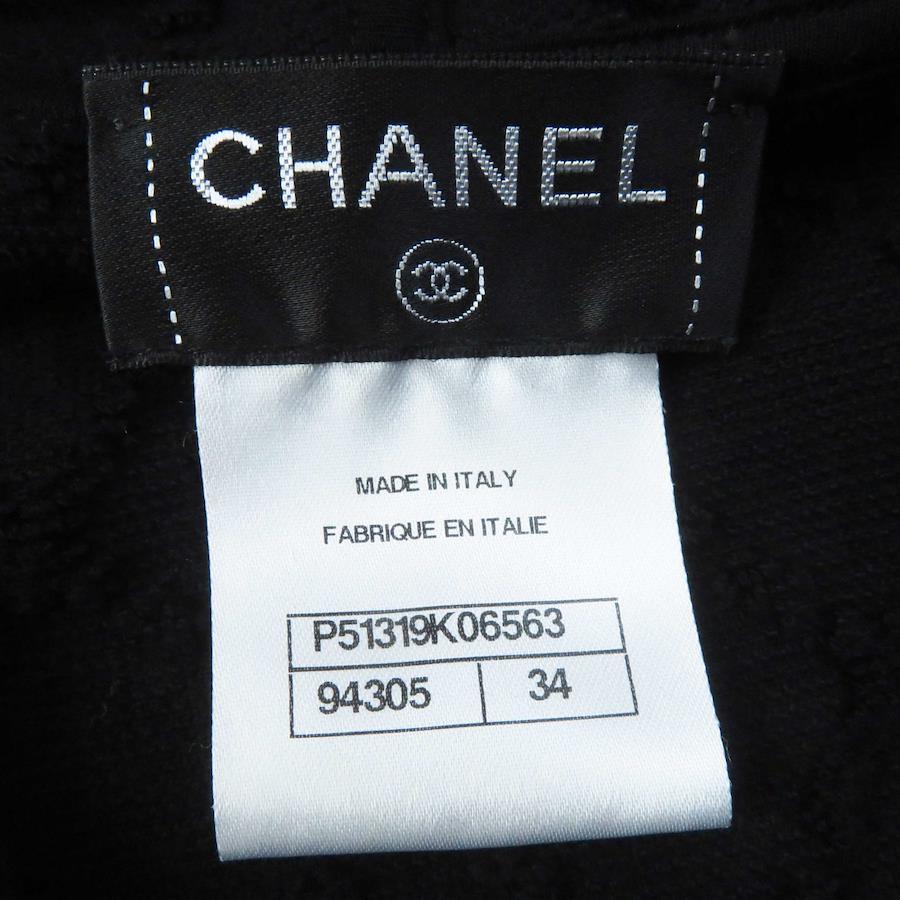 CHANEL
MADE IN ITALY
FABRIQUE EN ITALIE
P51319K06563
94305 34